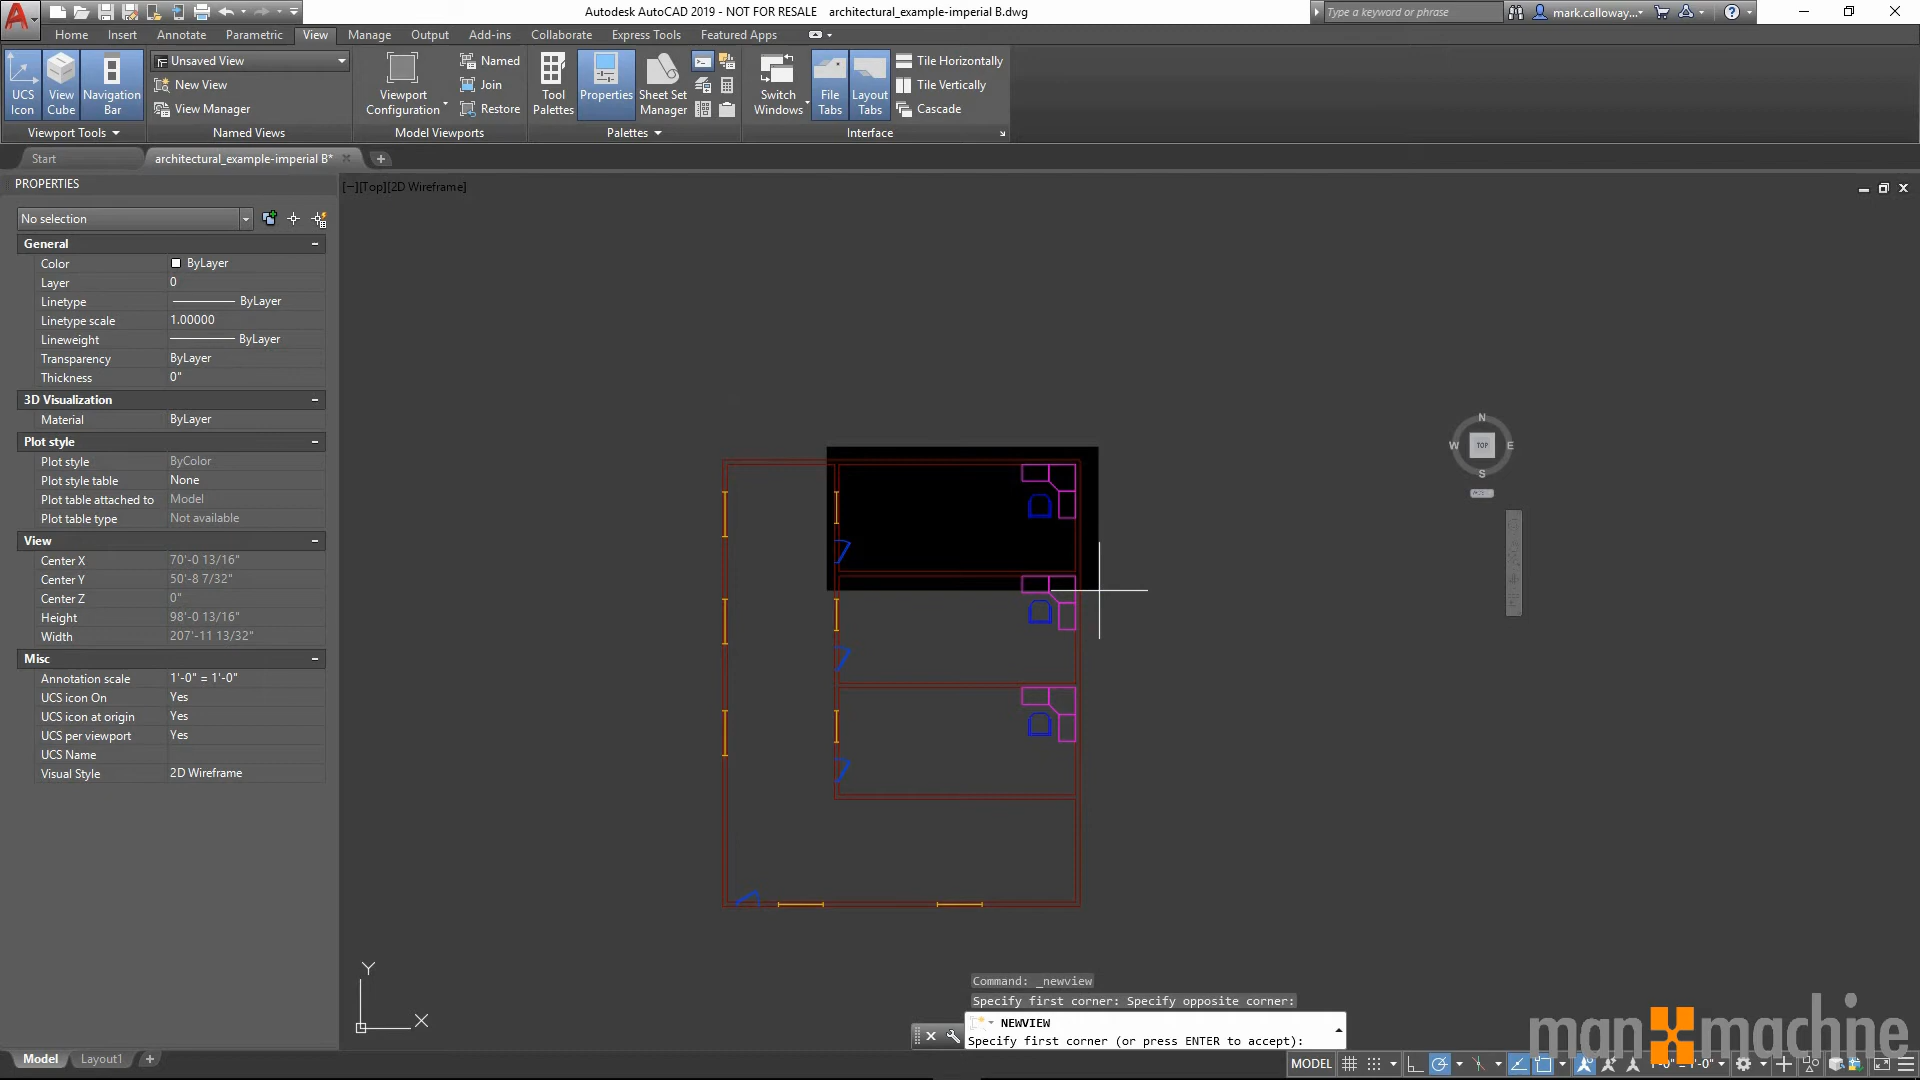 Autodesk AutoCAD 2019 - NOT FOR RESALE architectural_example-imperial B.dwg
Type a keyword or phrase
mark.calloway...
Home Insert Annotate Parametric View Manage Output Add-ins Collaborate Express Tools Featured Apps
UCS Icon
View Cube
Navigation Bar
Viewport Tools
Unsaved View
New View
View Manager
Named Views
Viewport Configuration
Named
Join
Restore
Model Viewports
Tool Palettes
Properties
Sheet Set Manager
Palettes
Switch Windows
File Tabs
Layout Tabs
Tile Horizontally
Tile Vertically
Cascade
Interface
Start
architectural_example-imperial B*
PROPERTIES
[−][Top][2D Wireframe]
No selection
General
Color ByLayer
Layer 0
Linetype ByLayer
Linetype scale 1.00000
Lineweight ByLayer
Transparency ByLayer
Thickness 0"
3D Visualization
Material ByLayer
Plot style
Plot style ByColor
Plot style table None
Plot table attached to Model
Plot table type Not available
View
Center X 70'-0 13/16"
Center Y 50'-8 7/32"
Center Z 0"
Height 98'-0 13/16"
Width 207'-11 13/32"
Misc
Annotation scale 1'-0" = 1'-0"
UCS icon On Yes
UCS icon at origin Yes
UCS per viewport Yes
UCS Name
Visual Style 2D Wireframe
N
W TOP E
S
Y
X
Command: _newview
Specify first corner: Specify opposite corner:
NEWVIEW
Specify first corner (or press ENTER to accept):
man machine
Model Layout1
MODEL
1'-0" = 1'-0"